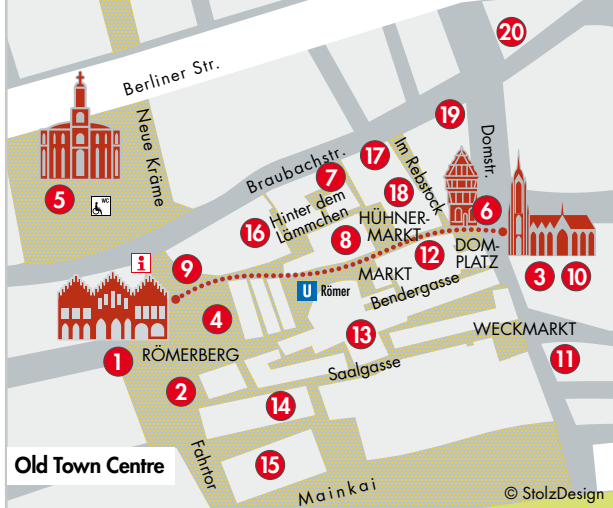 20
Berliner Str.
Neue Kräme
19
Domstr.
Im Rebstock
Braubachstr.
17
7
18
5
WC
Hinter dem
Lämmchen
HÜHNER-
MARKT
6
16
8
12
DOM-
PLATZ
i
9
MARKT
3
10
U Römer
Bendergasse
4
13
WECKMARKT
1
RÖMERBERG
11
Saalgasse
2
14
Fahrtor
15
Old Town Centre
Mainkai
© StolzDesign